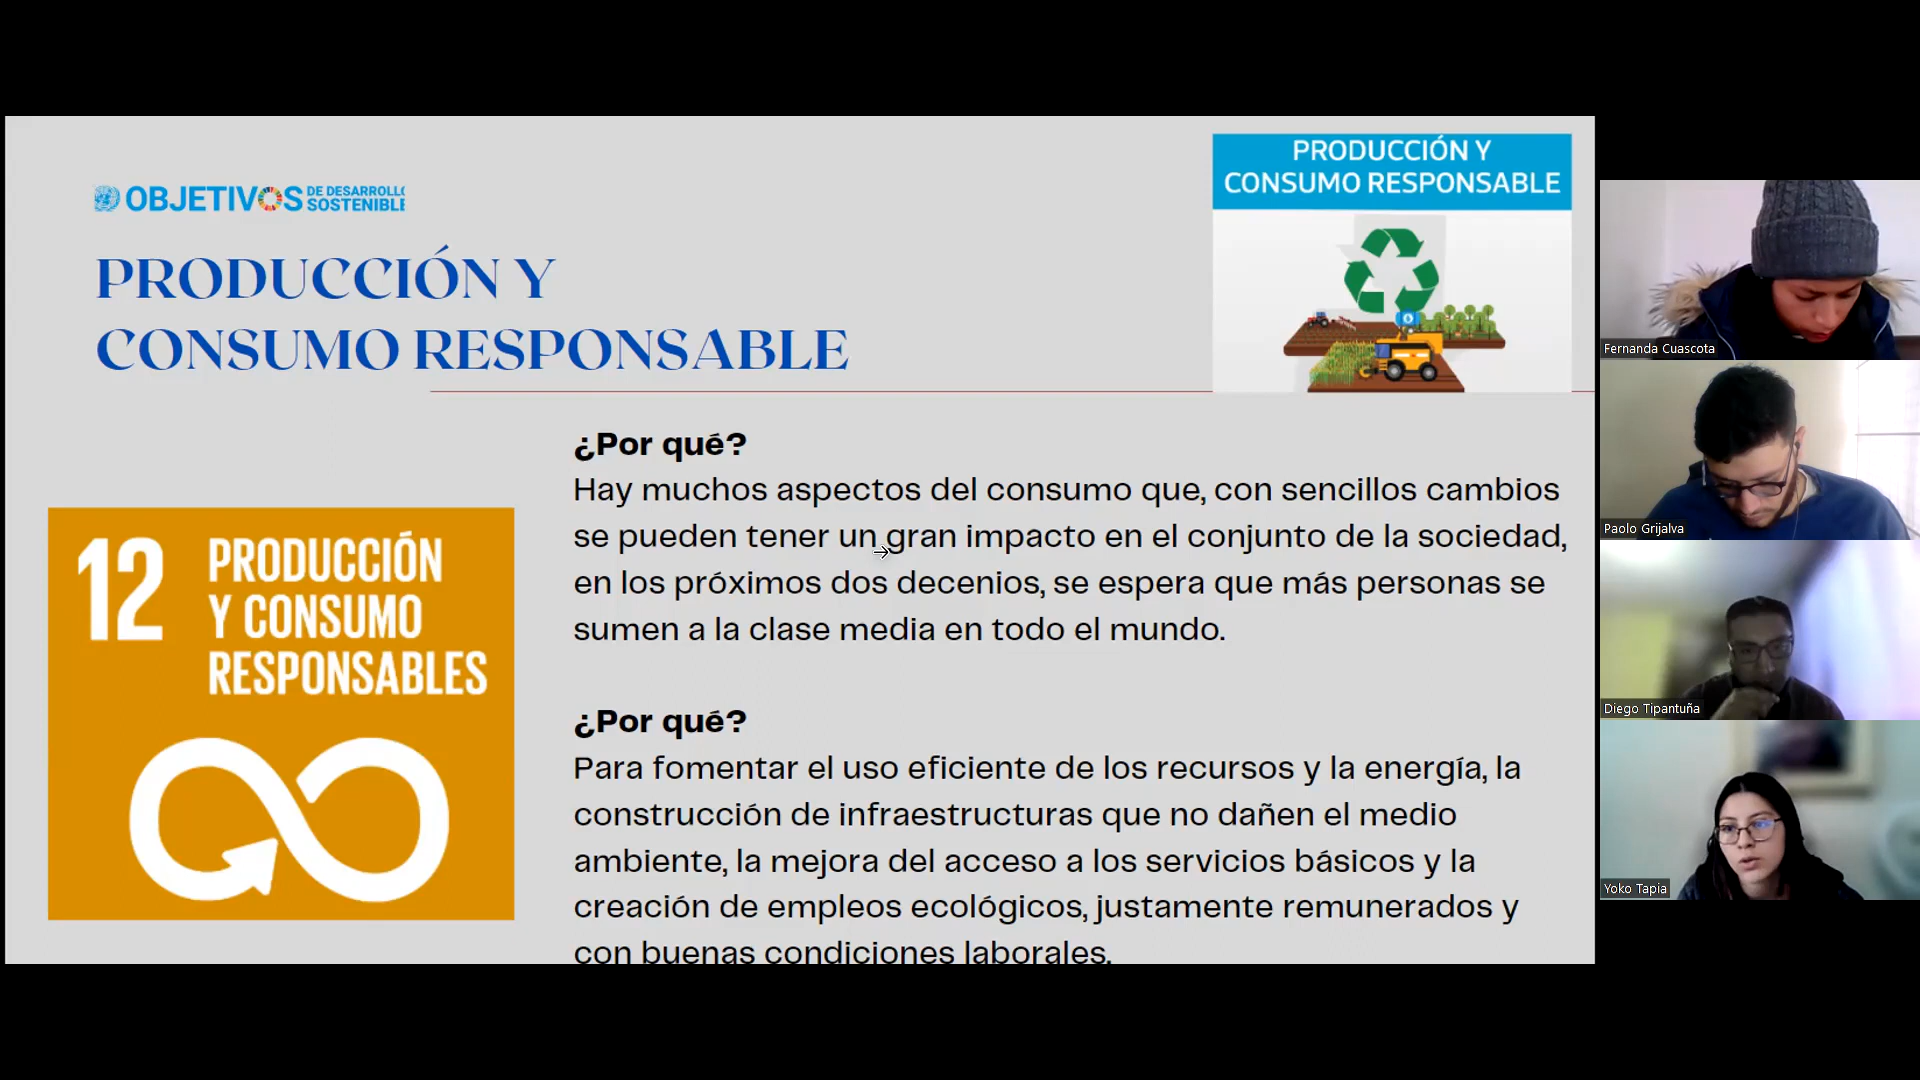 OBJETIVOS DE DESARROLLO
SOSTENIBLE
PRODUCCIÓN Y
CONSUMO RESPONSABLE
PRODUCCIÓN Y
CONSUMO RESPONSABLE
¿Por qué?
Hay muchos aspectos del consumo que, con sencillos cambios
se pueden tener un gran impacto en el conjunto de la sociedad,
en los próximos dos decenios, se espera que más personas se
sumen a la clase media en todo el mundo.
12 PRODUCCIÓN
Y CONSUMO
RESPONSABLES
¿Por qué?
Para fomentar el uso eficiente de los recursos y la energía, la
construcción de infraestructuras que no dañen el medio
ambiente, la mejora del acceso a los servicios básicos y la
creación de empleos ecológicos, justamente remunerados y
con buenas condiciones laborales.
Fernanda Cuascota
Paolo Grijalva
Diego Tipantuña
Yoko Tapia